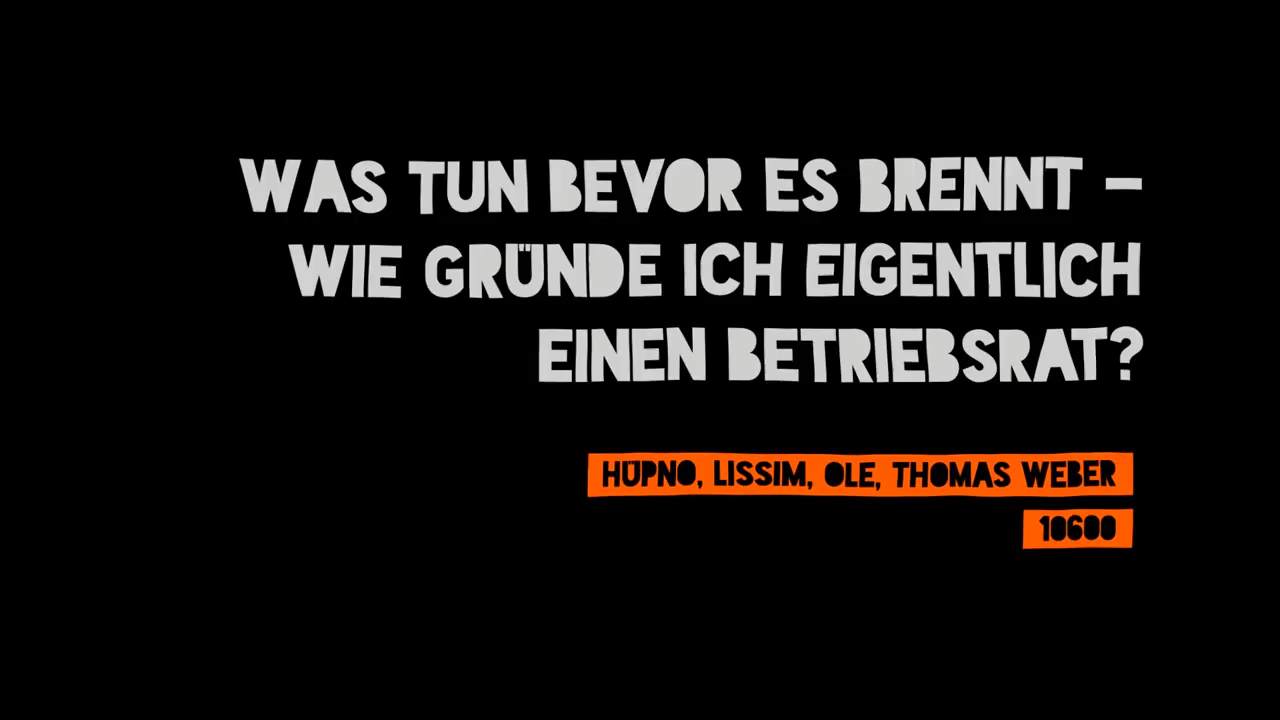 WAS TUN BEVOR ES BRENNT –
WIE GRÜNDE ICH EIGENTLICH
EINEN BETRIEBSRAT?
HÜPNO, LISSIM, OLE, THOMAS WEBER
10600